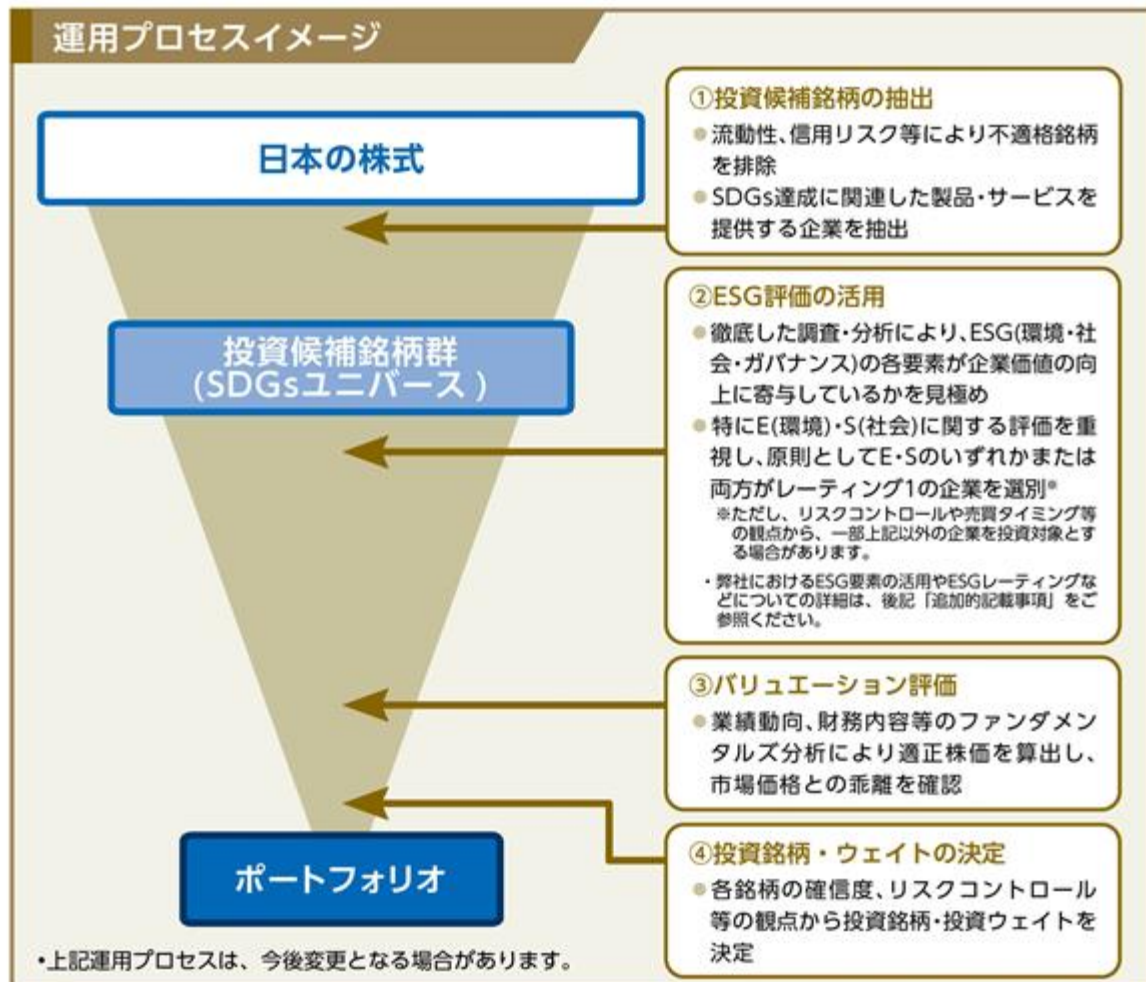 運用プロセスイメージ
日本の株式
投資候補銘柄群
(SDGsユニバース )
ポートフォリオ
•上記運用プロセスは、今後変更となる場合があります。
①投資候補銘柄の抽出
●流動性、信用リスク等により不適格銘柄
を排除
●SDGs達成に関連した製品・サービスを
提供する企業を抽出
②ESG評価の活用
●徹底した調査・分析により、ESG(環境・社
会・ガバナンス)の各要素が企業価値の向
上に寄与しているかを見極め
●特にE(環境)・S(社会)に関する評価を重
視し、原則としてE・Sのいずれかまたは
両方がレーティング1の企業を選別※
※ただし、リスクコントロールや売買タイミング等
の観点から、一部上記以外の企業を投資対象とす
る場合があります。
・弊社におけるESG要素の活用やESGレーティングな
どについての詳細は、後記「追加的記載事項」をご
参照ください。
③バリュエーション評価
●業績動向、財務内容等のファンダメン
タルズ分析により適正株価を算出し、
市場価格との乖離を確認
④投資銘柄・ウェイトの決定
●各銘柄の確信度、リスクコントロール
等の観点から投資銘柄・投資ウェイトを
決定